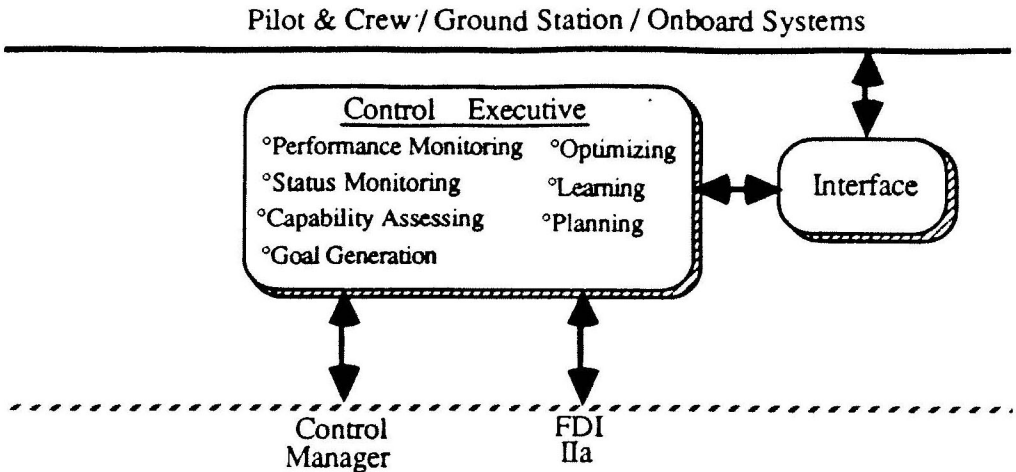 Pilot & Crew / Ground Station / Onboard Systems
Control Executive
°Performance Monitoring °Optimizing
°Status Monitoring °Learning
°Capability Assessing °Planning
°Goal Generation
Interface
Control
Manager
FDI
IIa